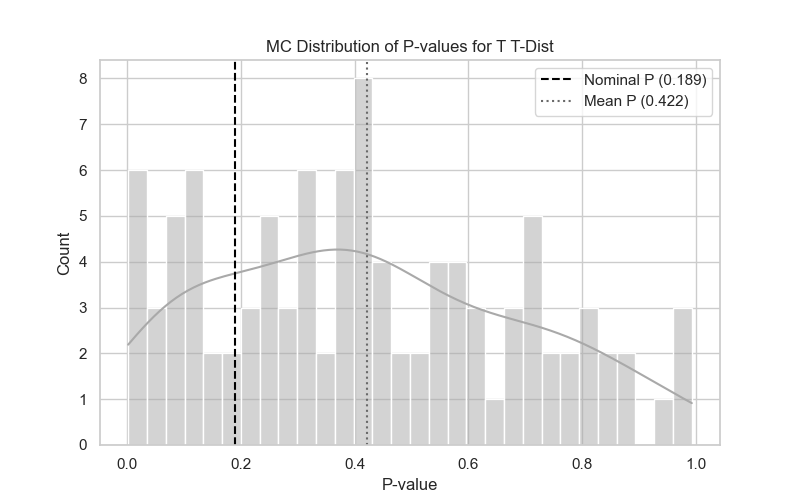 MC Distribution of P-values for T T-Dist
Nominal P (0.189)
Mean P (0.422)
8
7
6
5
4
3
2
1
0
Count
0.0 0.2 0.4 0.6 0.8 1.0
P-value